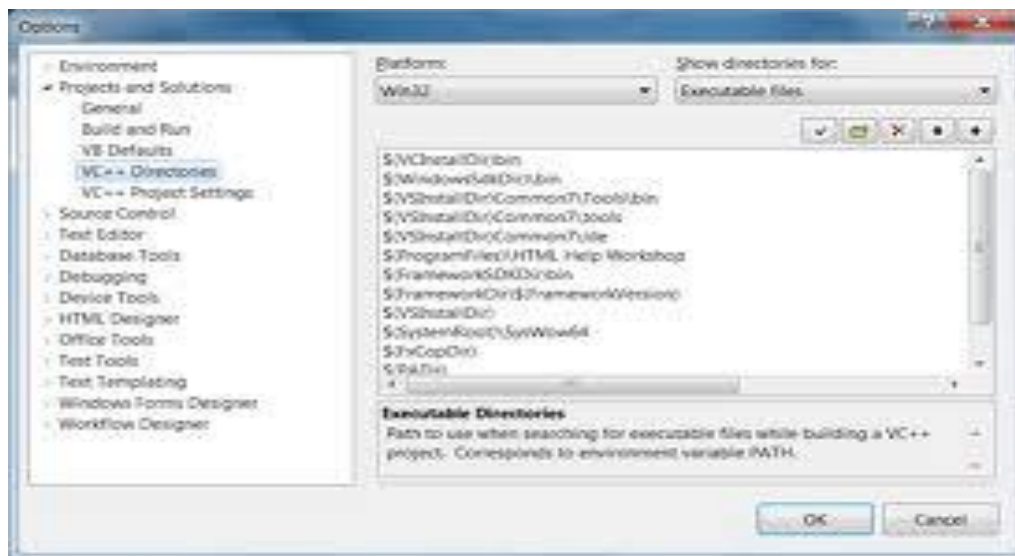 Options
Environment
Projects and Solutions
General
Build and Run
VB Defaults
VC++ Directories
VC++ Project Settings
Source Control
Text Editor
Database Tools
Debugging
Device Tools
HTML Designer
Office Tools
Test Tools
Text Templating
Windows Forms Designer
Workflow Designer
Platform:
Win32
Show directories for:
Executable files
$(VCInstallDir)bin
$(WindowsSdkDir)\bin
$(VSInstallDir)Common7\Tools\bin
$(VSInstallDir)Common7\tools
$(VSInstallDir)Common7\ide
$(ProgramFiles)\HTML Help Workshop
$(FrameworkSDKDir)bin
$(FrameworkDir)$(FrameworkVersion)
$(VSInstallDir)
$(SystemRoot)\SysWow64
$(FxCopDir)
$(PATH)
Executable Directories
Path to use when searching for executable files while building a VC++
project. Corresponds to environment variable PATH.
OK
Cancel